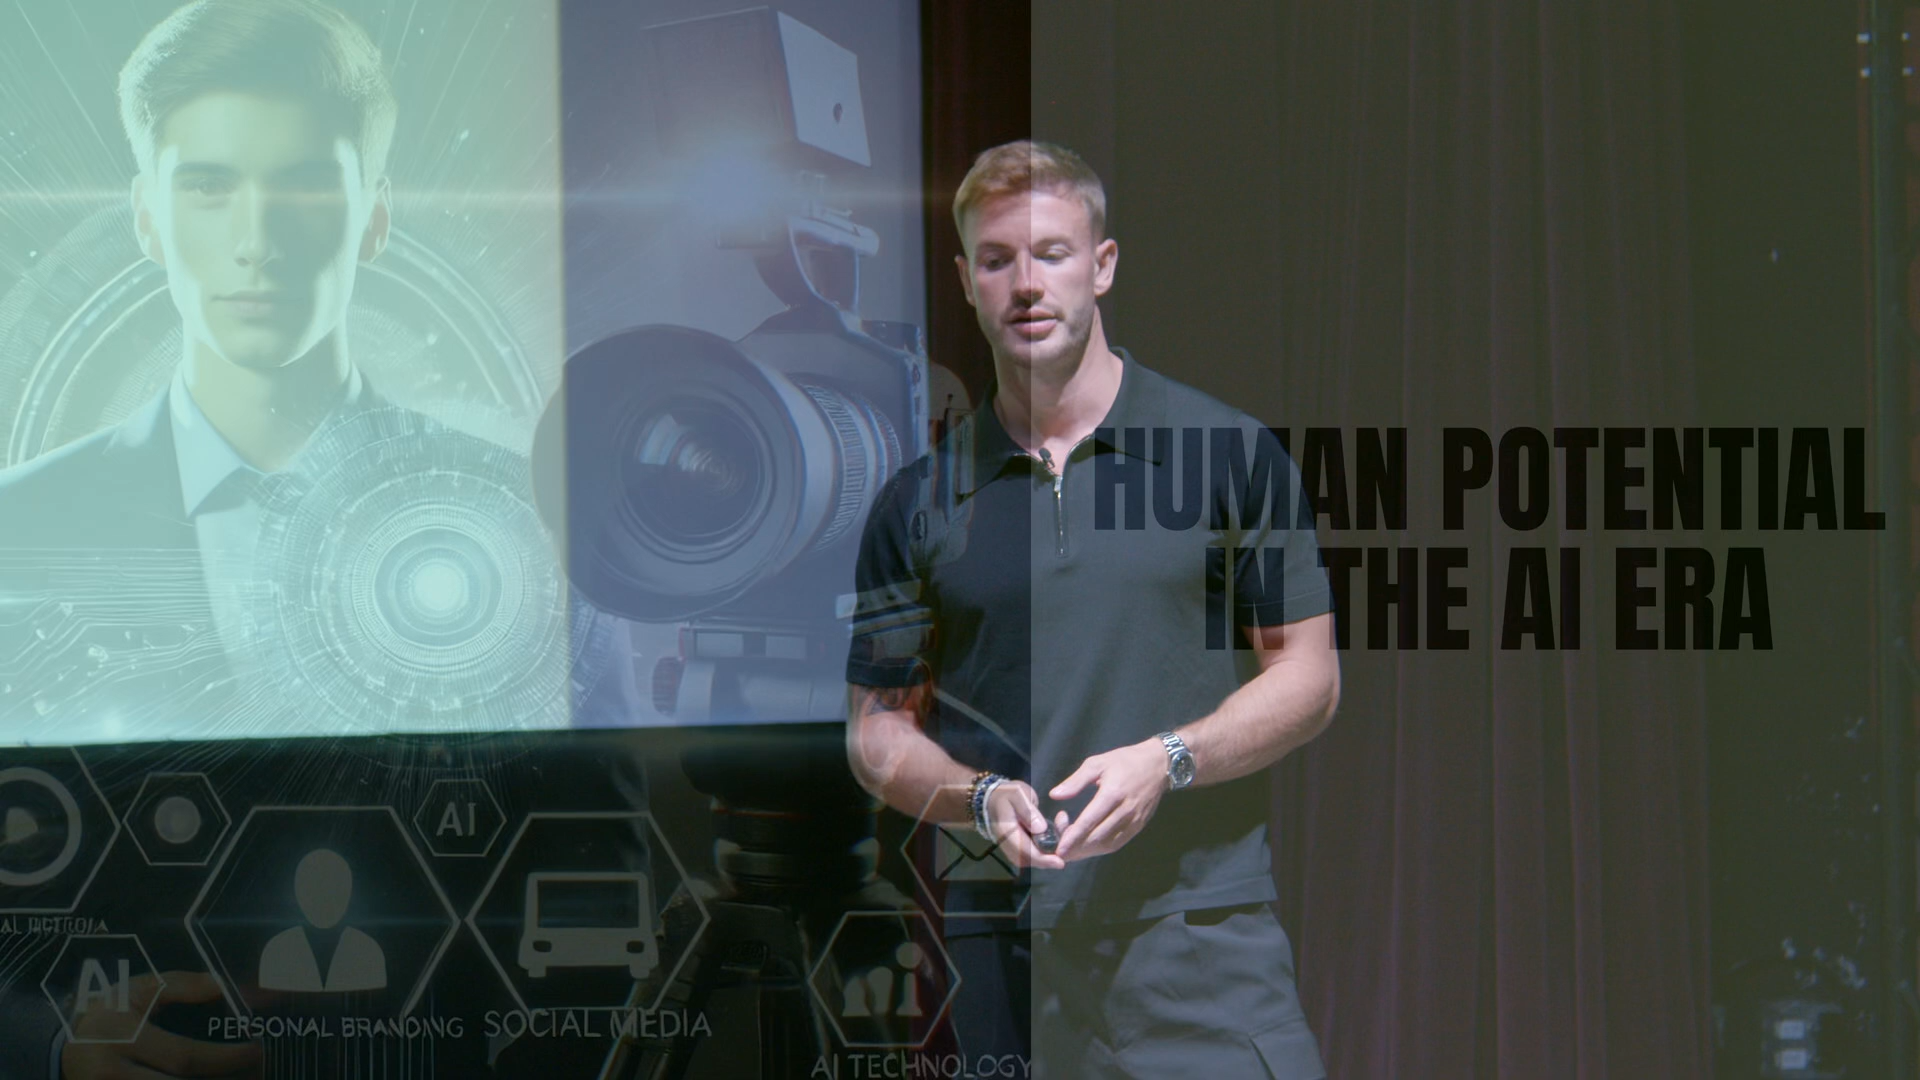 HUMAN POTENTIAL
IN THE AI ERA
AI
AI
PERSONAL BRANDING
SOCIAL MEDIA
AI TECHNOLOGY